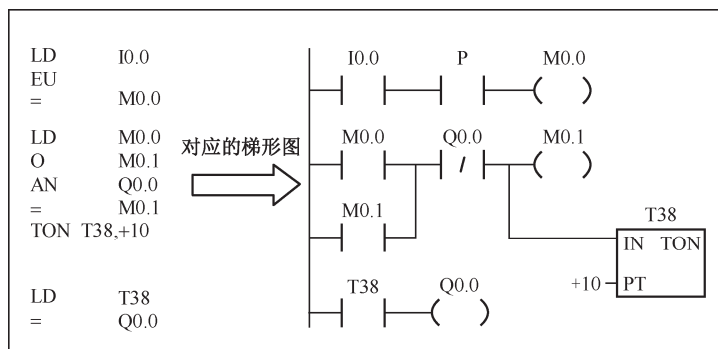 LD I0.0
EU
= M0.0
LD M0.0
O M0.1
AN Q0.0
= M0.1
TON T38,+10
LD T38
= Q0.0
对应的梯形图
I0.0 P M0.0
M0.0 Q0.0 M0.1
/
M0.1
T38
IN TON
+10 PT
T38 Q0.0